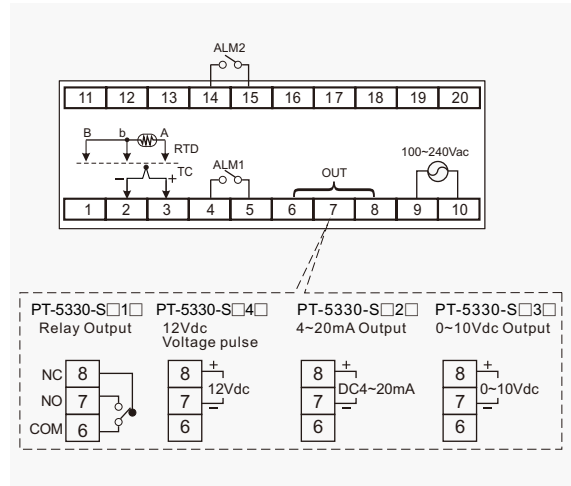 ALM2
11 12 13 14 15 16 17 18 19 20
B b A
RTD
100~240Vac
TC
ALM1
OUT
− +
1 2 3 4 5 6 7 8 9 10
PT-5330-S□1□ PT-5330-S□4□ PT-5330-S□2□ PT-5330-S□3□
Relay Output 12Vdc 4~20mA Output 0~10Vdc Output
Voltage pulse
NC 8 8 + 8 + 8 +
12Vdc DC4~20mA 0~10Vdc
NO 7 7 − 7 − 7 −
COM 6 6 6 6